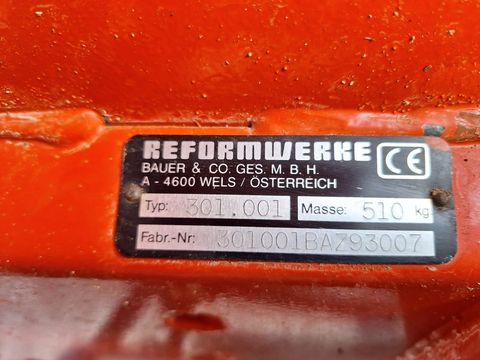 REFORMWERKE
BAUER & CO. GES. M. B. H.
A - 4600 WELS / ÖSTERREICH
CE
Typ: 301.001 Masse: 510 kg
Fabr.-Nr: 301001BAZ93007